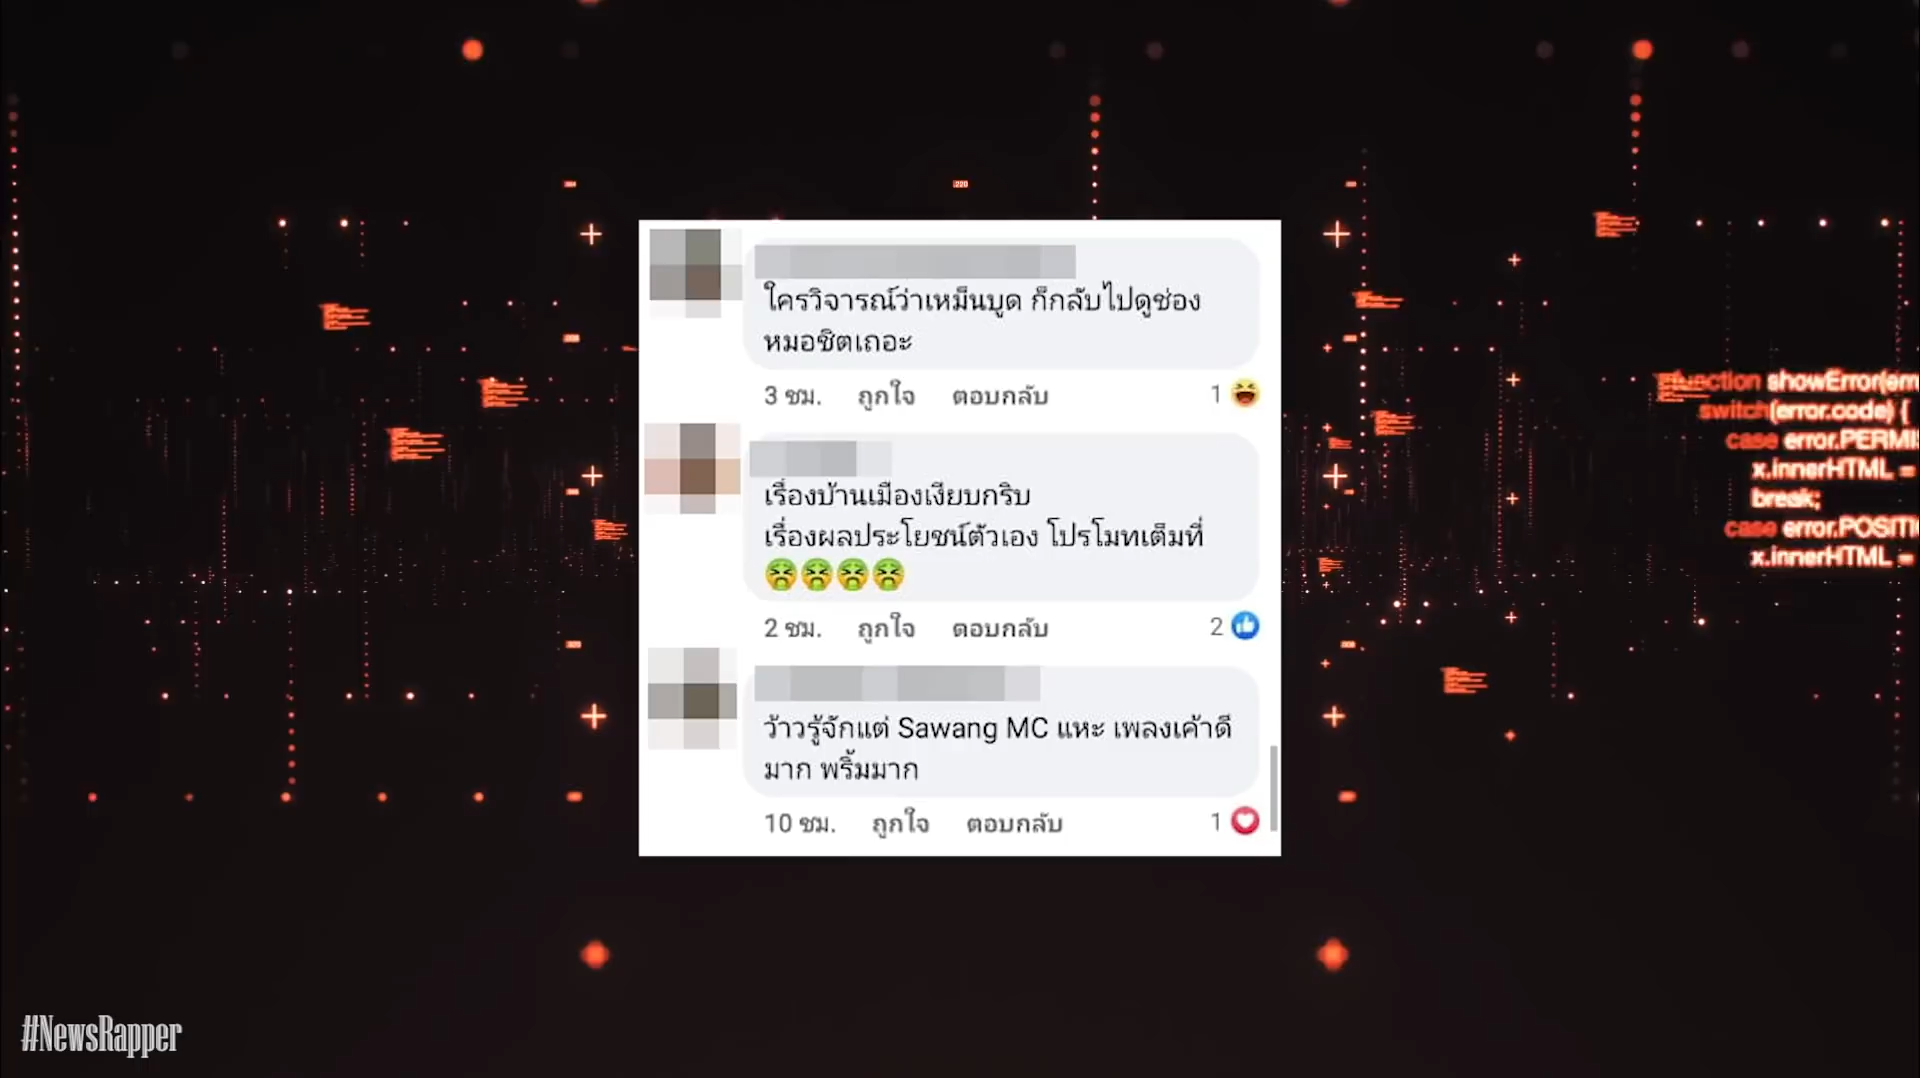 ใครวิจารณ์ว่าเหม็นบูด ก็กลับไปดูช่อง
หมอชิตเถอะ
3 ชม. ถูกใจ ตอบกลับ 1
เรื่องบ้านเมืองเงียบกริบ
เรื่องผลประโยชน์ตัวเอง โปรโมทเต็มที่
🤮🤮🤮🤮
2 ชม. ถูกใจ ตอบกลับ 2
ว้าวรู้จักแต่ Sawang MC แหะ เพลงเค้าดี
มาก พริ้มมาก
10 ชม. ถูกใจ ตอบกลับ 1
function showError(err
switch(error.code) {
case error.PERMIS
x.innerHTML =
break;
case error.POSITIO
x.innerHTML =
#NewsRapper